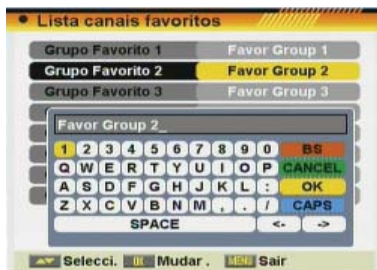 Lista canais favoritos
Grupo Favorito 1 Favor Group 1
Grupo Favorito 2 Favor Group 2
Grupo Favorito 3 Favor Group 3
Favor Group 2_
1 2 3 4 5 6 7 8 9 0 BS
Q W E R T Y U I O P CANCEL
A S D F G H J K L : OK
Z X C V B N M , . / CAPS
SPACE <- ->
Selecci. OK Mudar. MENU Sair